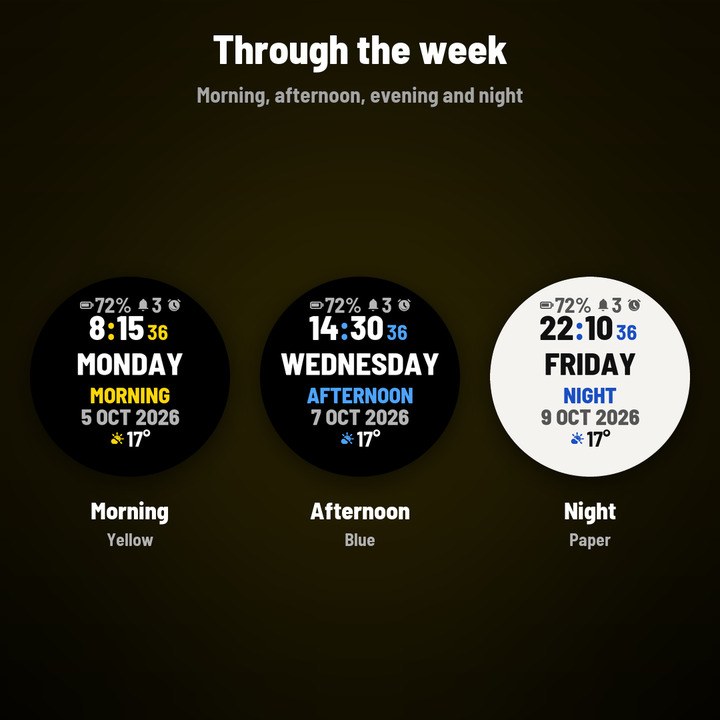 Through the week
Morning, afternoon, evening and night
72% 3
8:15 36
MONDAY
MORNING
5 OCT 2026
17°
Morning
Yellow
72% 3
14:30 36
WEDNESDAY
AFTERNOON
7 OCT 2026
17°
Afternoon
Blue
72% 3
22:10 36
FRIDAY
NIGHT
9 OCT 2026
17°
Night
Paper